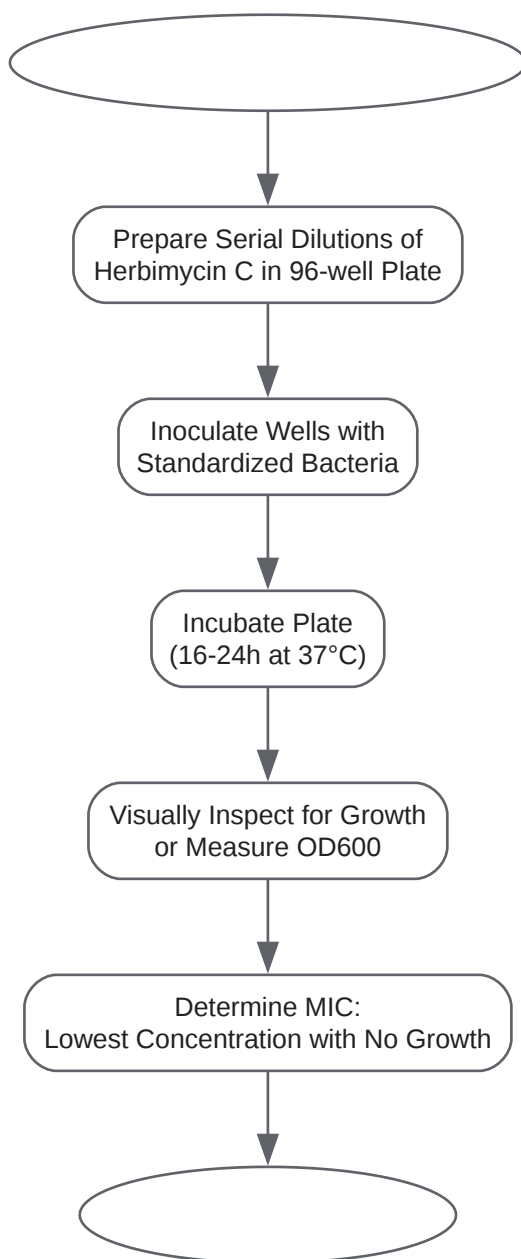 Prepare Serial Dilutions of
Herbimycin C in 96-well Plate
Inoculate Wells with
Standardized Bacteria
Incubate Plate
(16-24h at 37°C)
Visually Inspect for Growth
or Measure OD600
Determine MIC:
Lowest Concentration with No Growth